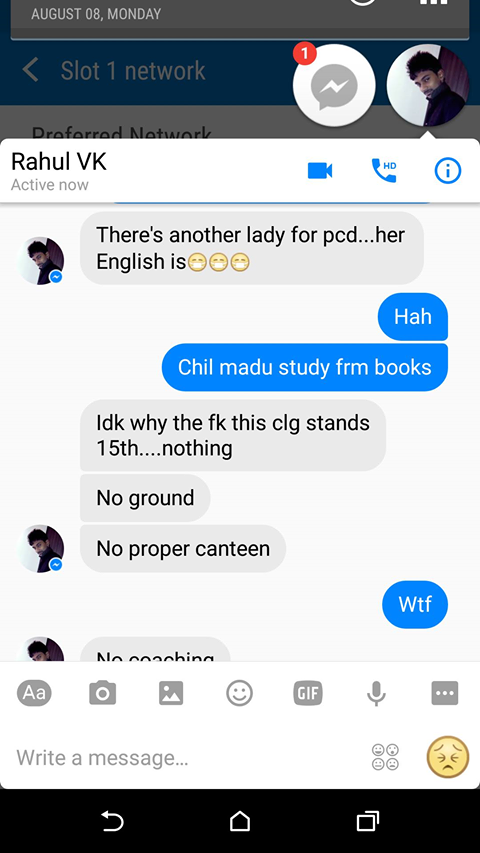 AUGUST 08, MONDAY
Slot 1 network
1
Preferred Network
Rahul VK
Active now
HD
There's another lady for pcd...her
English is😷😷😷
Hah
Chil madu study frm books
Idk why the fk this clg stands
15th....nothing
No ground
No proper canteen
Wtf
No coaching
Aa
GIF
Write a message...